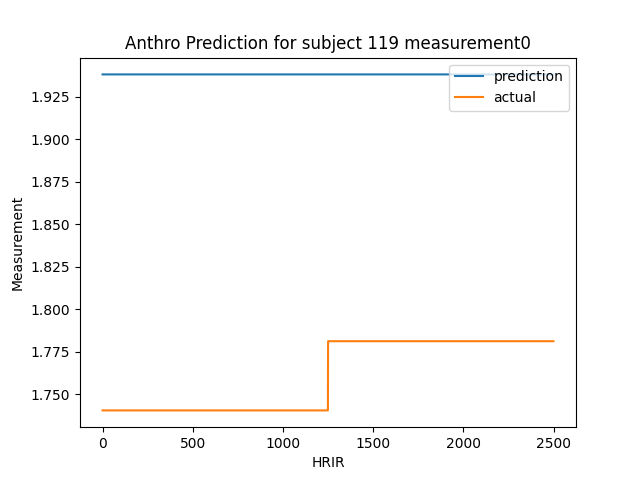 Anthro Prediction for subject 119 measurement0
prediction
actual
1.925
1.900
1.875
1.850
1.825
1.800
1.775
1.750
Measurement
0 500 1000 1500 2000 2500
HRIR